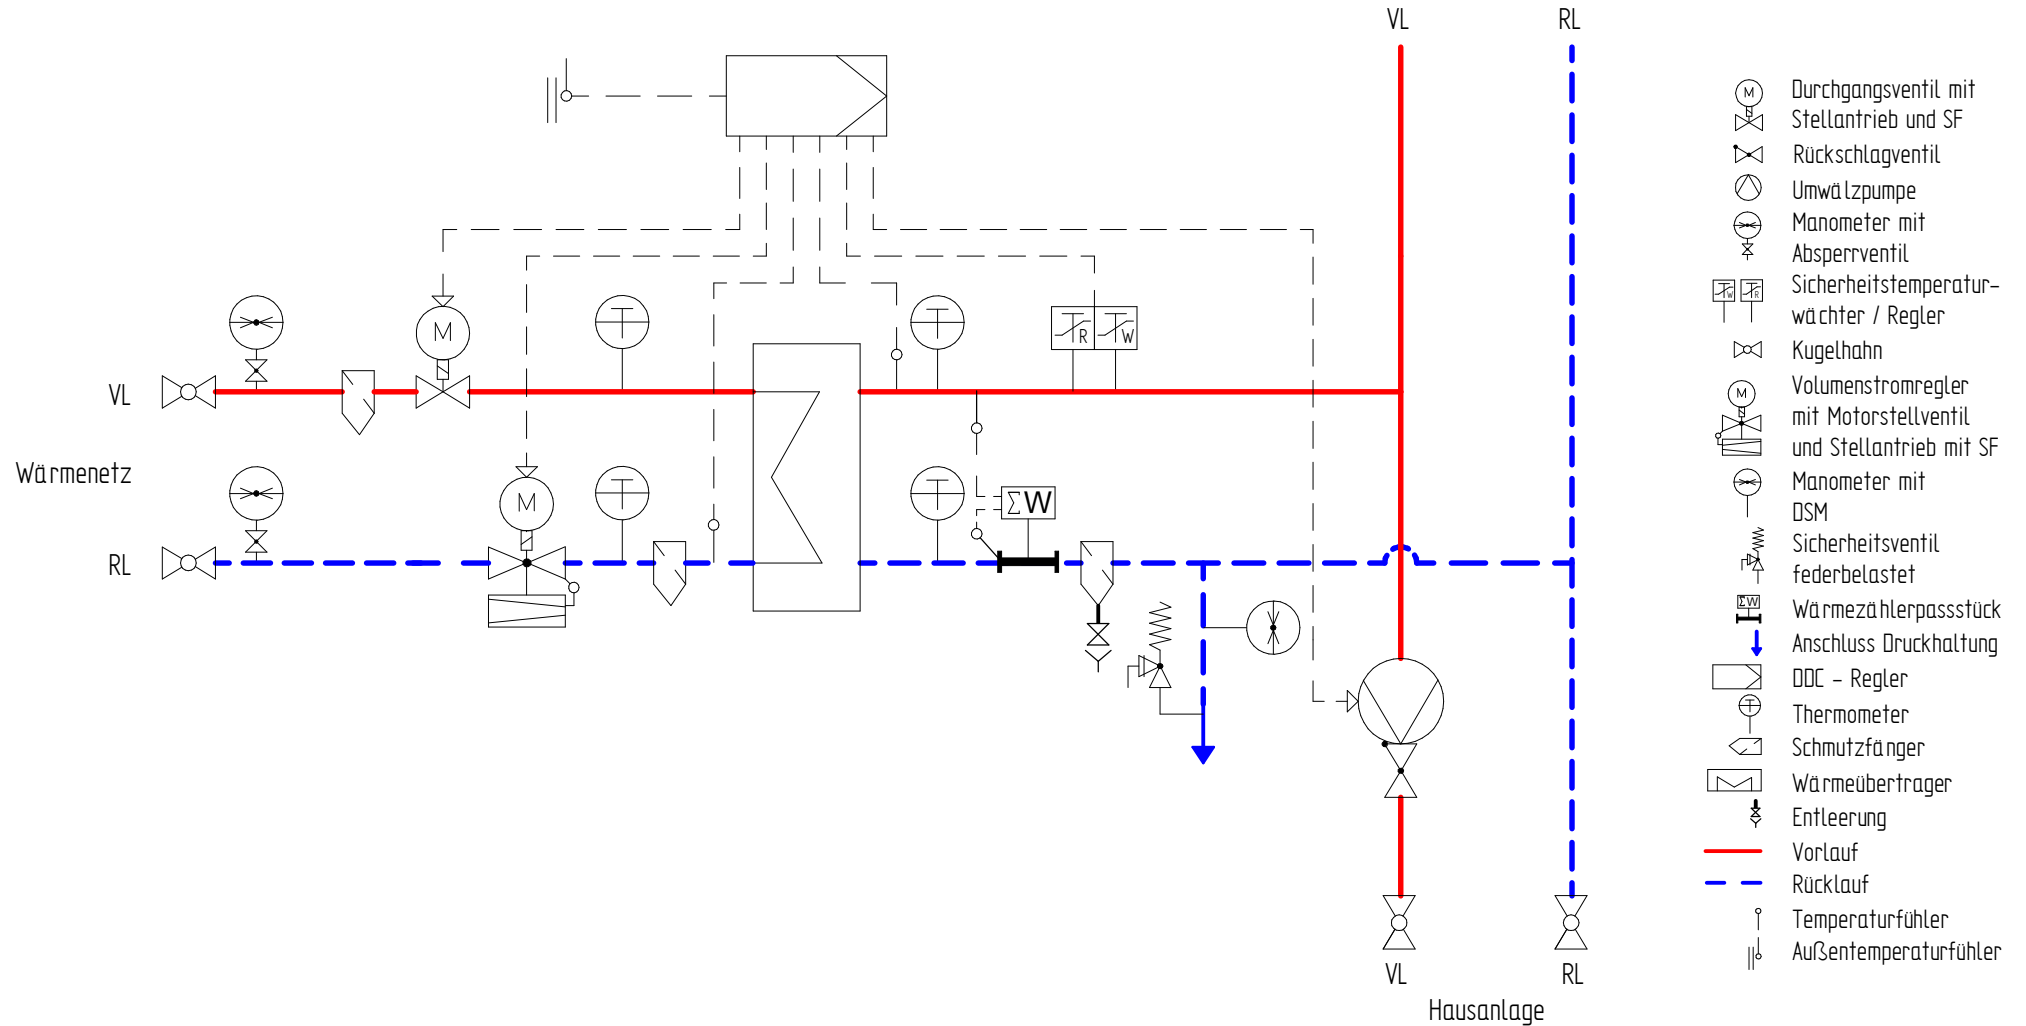 VL
RL
M
R
W
VL
Wärmenetz
M
ΣW
RL
VL
RL
Hausanlage
M
Durchgangsventil mit
Stellantrieb und SF
Rückschlagventil
Umwälzpumpe
Manometer mit
Absperrventil
W
R
Sicherheitstemperatur-
wächter / Regler
Kugelhahn
M
Volumenstromregler
mit Motorstellventil
und Stellantrieb mit SF
Manometer mit
DSM
Sicherheitsventil
federbelastet
ΣW
Wärmezählerpassstück
Anschluss Druckhaltung
DDC - Regler
Thermometer
Schmutzfänger
Wärmeübertrager
Entleerung
Vorlauf
Rücklauf
Temperaturfühler
Außentemperaturfühler